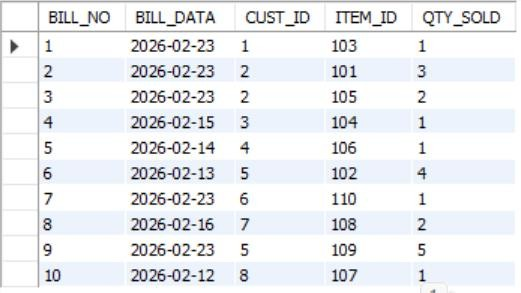 BILL_NO BILL_DATA CUST_ID ITEM_ID QTY_SOLD
1 2026-02-23 1 103 1
2 2026-02-23 2 101 3
3 2026-02-23 2 105 2
4 2026-02-15 3 104 1
5 2026-02-14 4 106 1
6 2026-02-13 5 102 4
7 2026-02-23 6 110 1
8 2026-02-16 7 108 2
9 2026-02-23 5 109 5
10 2026-02-12 8 107 1